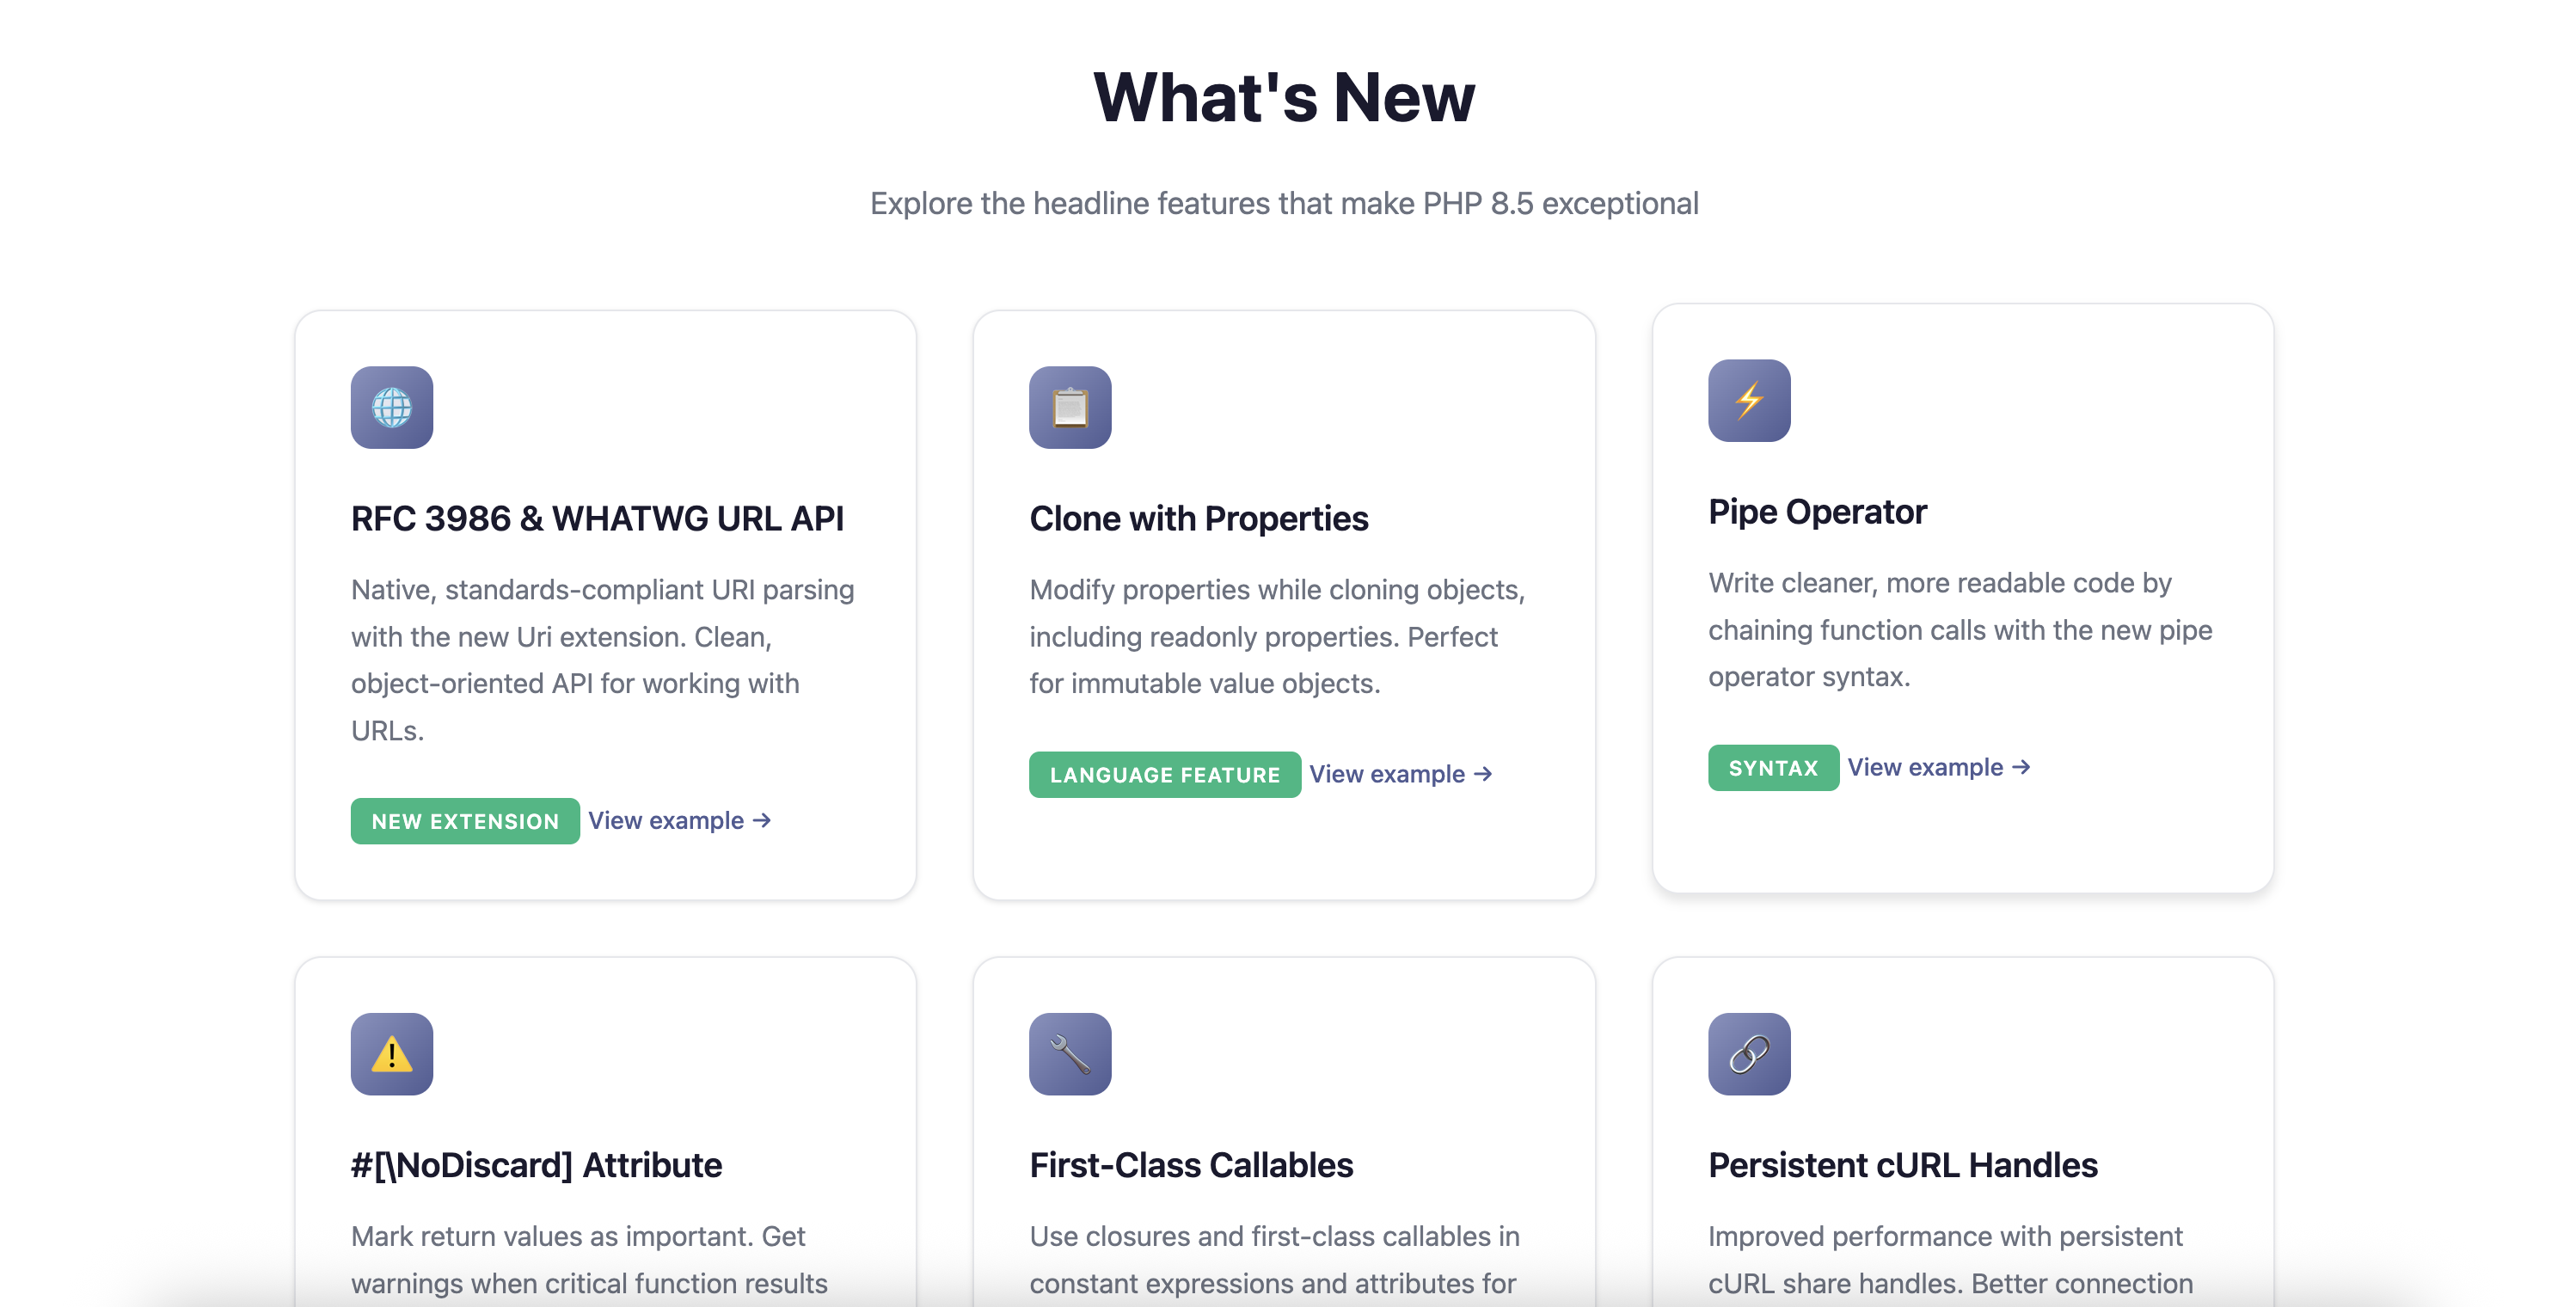 What's New
Explore the headline features that make PHP 8.5 exceptional
RFC 3986 & WHATWG URL API
Native, standards-compliant URI parsing
with the new Uri extension. Clean,
object-oriented API for working with
URLs.
NEW EXTENSION View example →
Clone with Properties
Modify properties while cloning objects,
including readonly properties. Perfect
for immutable value objects.
LANGUAGE FEATURE View example →
Pipe Operator
Write cleaner, more readable code by
chaining function calls with the new pipe
operator syntax.
SYNTAX View example →
#[\NoDiscard] Attribute
Mark return values as important. Get
warnings when critical function results
First-Class Callables
Use closures and first-class callables in
constant expressions and attributes for
Persistent cURL Handles
Improved performance with persistent
cURL share handles. Better connection